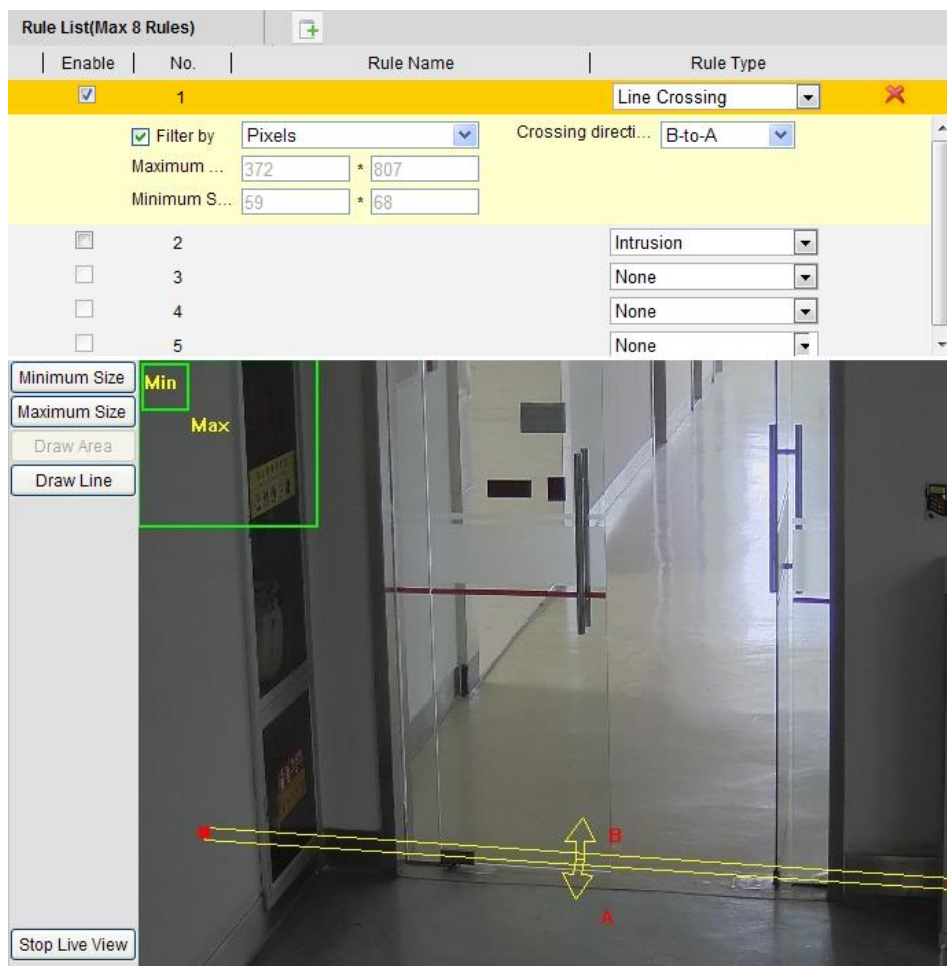 Rule List(Max 8 Rules)
Enable No. Rule Name Rule Type
1 Line Crossing
Filter by Pixels Crossing directi... B-to-A
Maximum ... 372 * 807
Minimum S... 59 * 68
2 Intrusion
3 None
4 None
5 None
Minimum Size
Maximum Size
Draw Area
Draw Line
Stop Live View
Min
Max
B
A